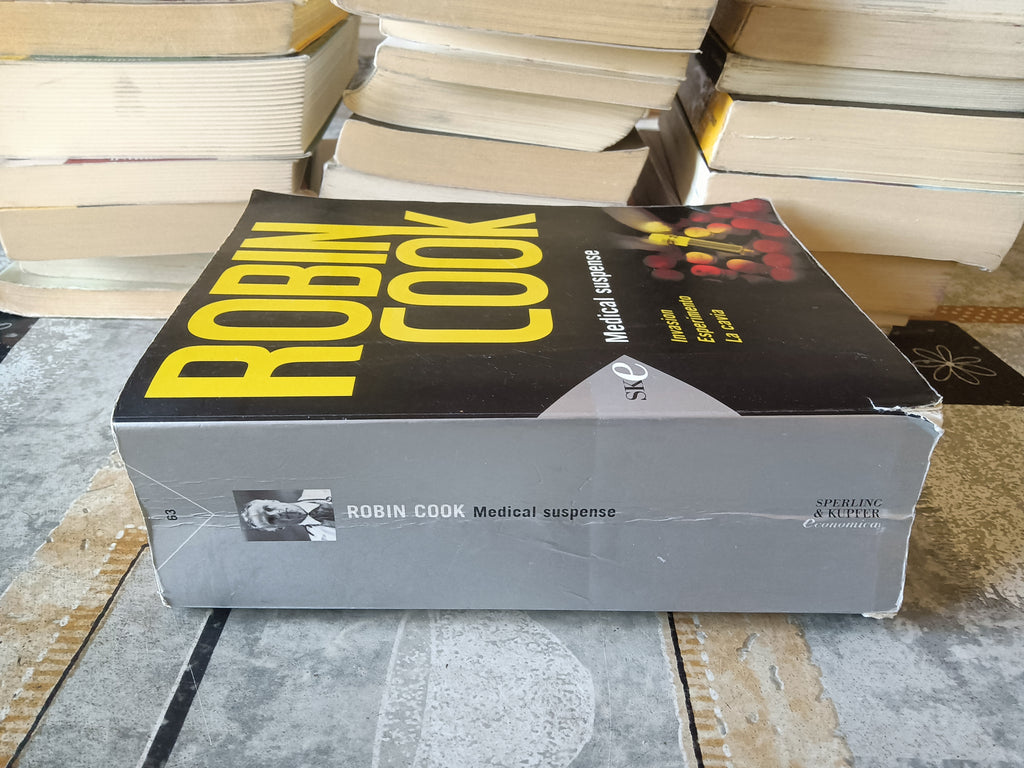 ROBIN
COOK
Medical suspense
Invasion
Esperimento
La cavia
SKe
63
ROBIN COOK Medical suspense
SPERLING
& KUPFER
economica